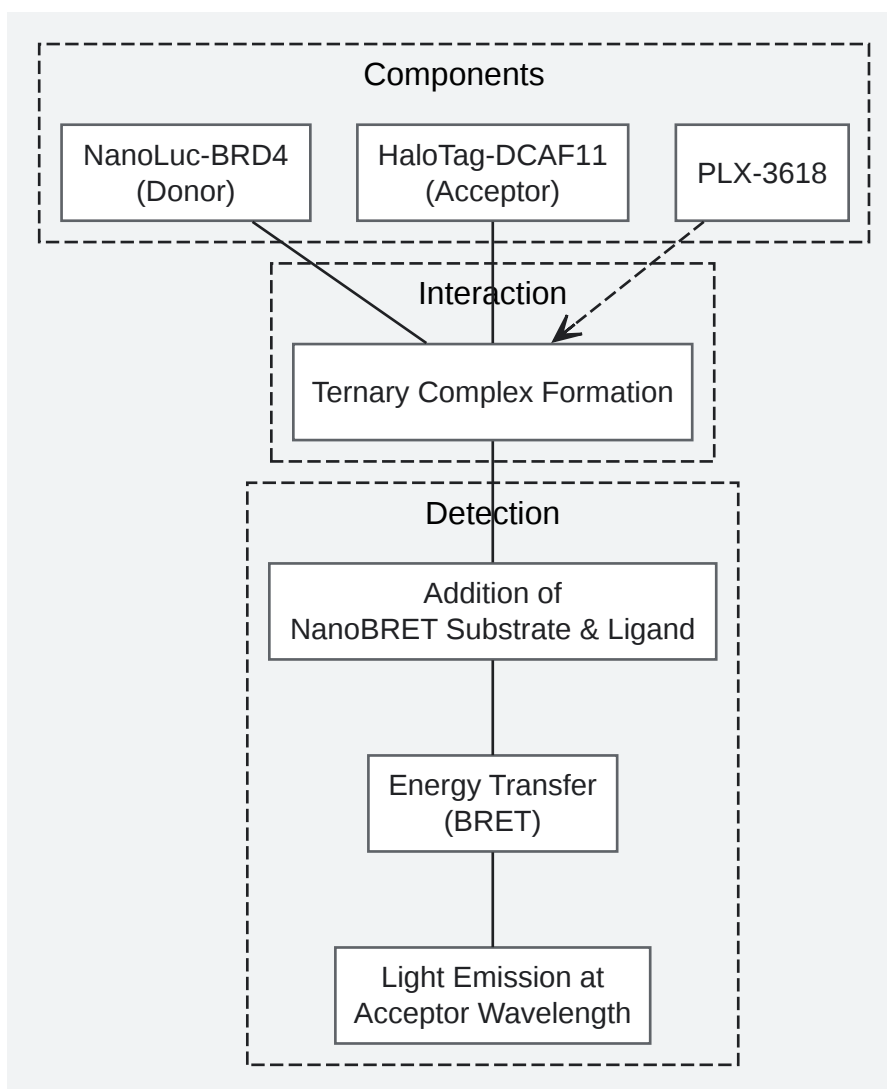 Components
NanoLuc-BRD4
(Donor)
HaloTag-DCAF11
(Acceptor)
PLX-3618
Interaction
Ternary Complex Formation
Detection
Addition of
NanoBRET Substrate & Ligand
Energy Transfer
(BRET)
Light Emission at
Acceptor Wavelength